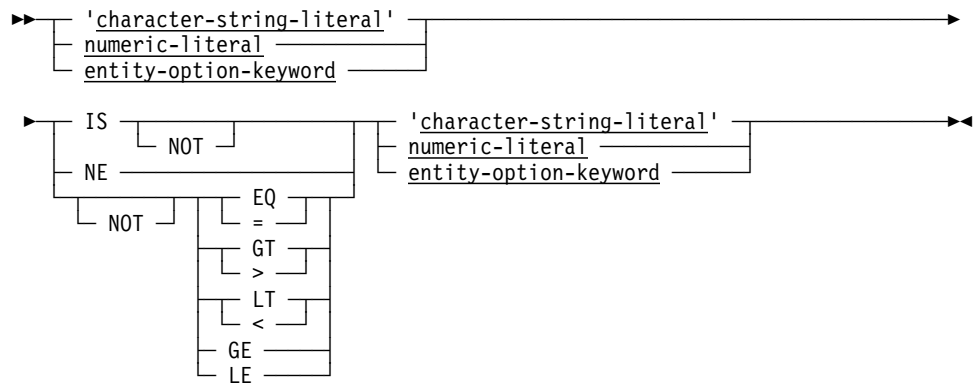 'character-string-literal'
numeric-literal
entity-option-keyword
IS NOT 'character-string-literal'
NE numeric-literal
NOT EQ entity-option-keyword
=
GT
>
LT
<
GE
LE